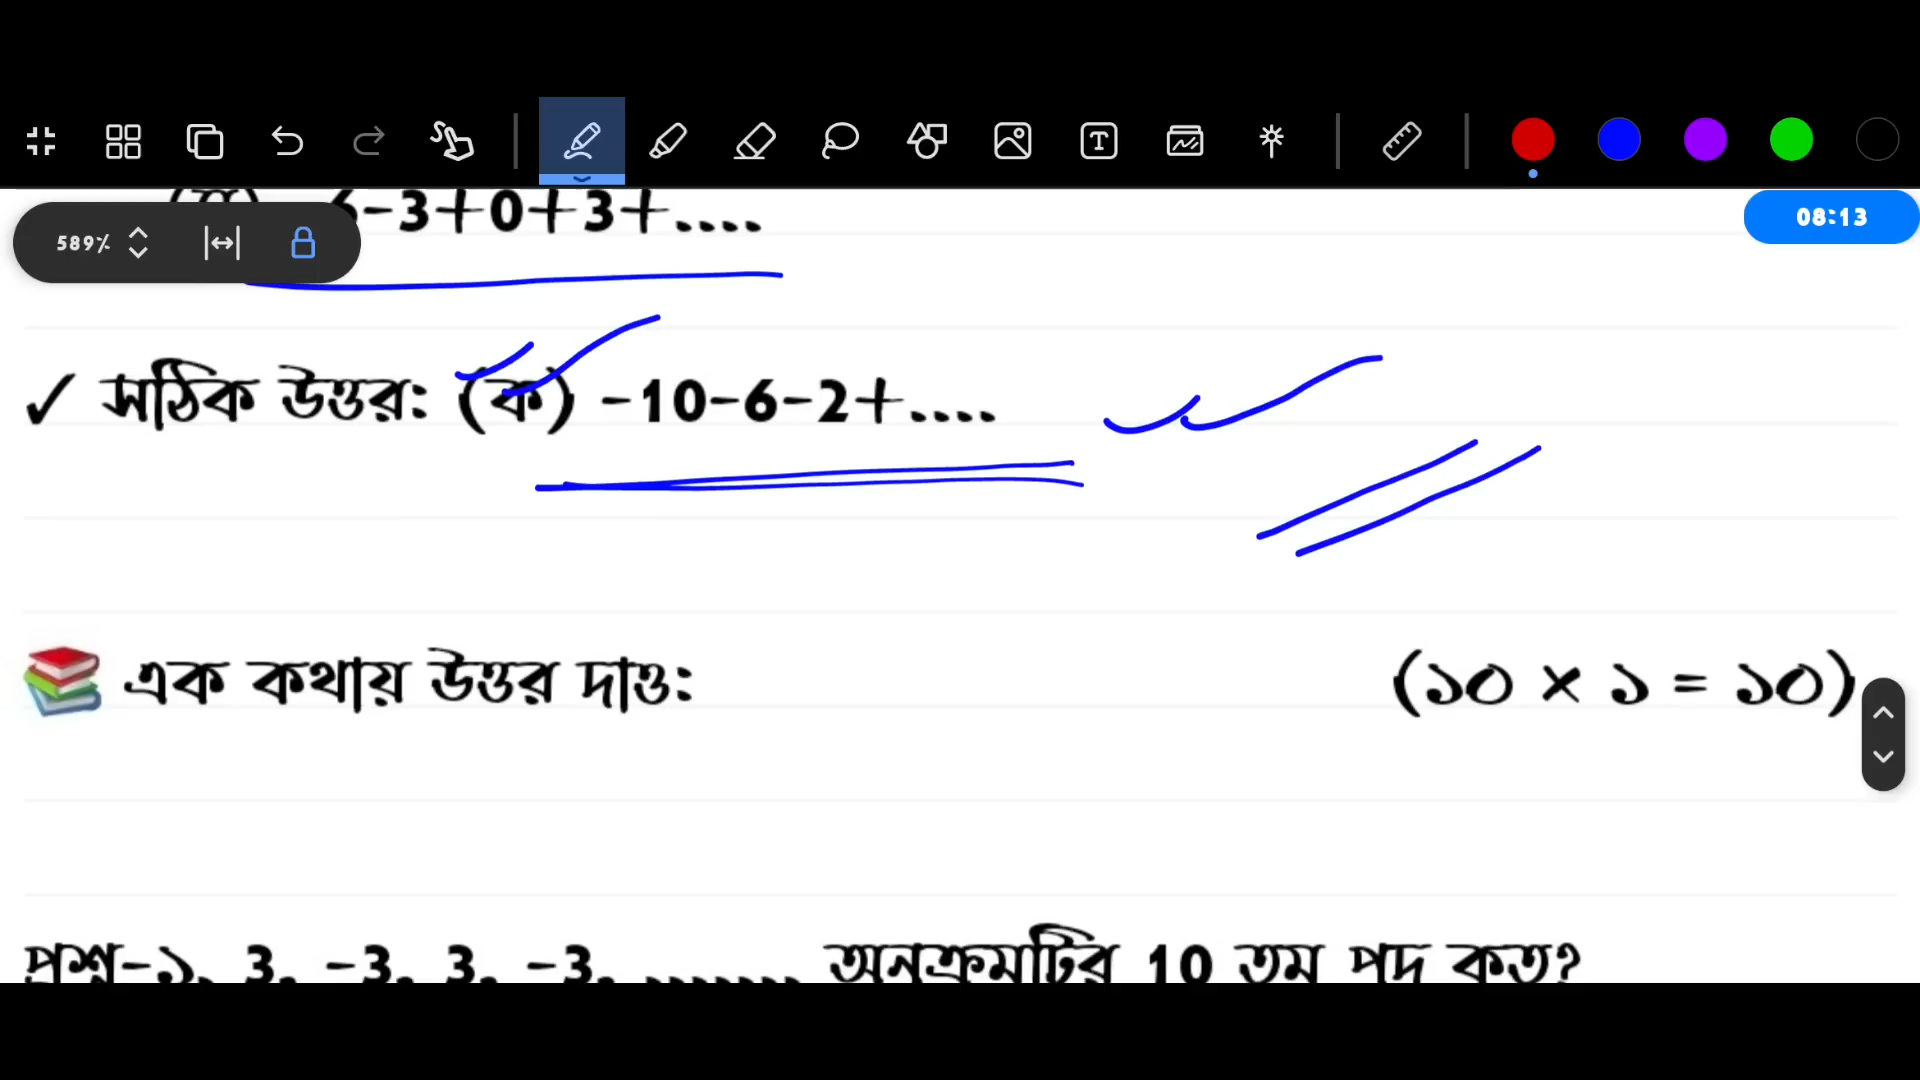 6-3+0+3+....
589%
08:13
✓ সঠিক উত্তর: (ক) -10-6-2+....
এক কথায় উত্তর দাও: (১০ × ১ = ১০)
প্রশ্ন-১. 3, -3, 3, -3, ........ অনুক্রমটির 10 তম পদ কত?